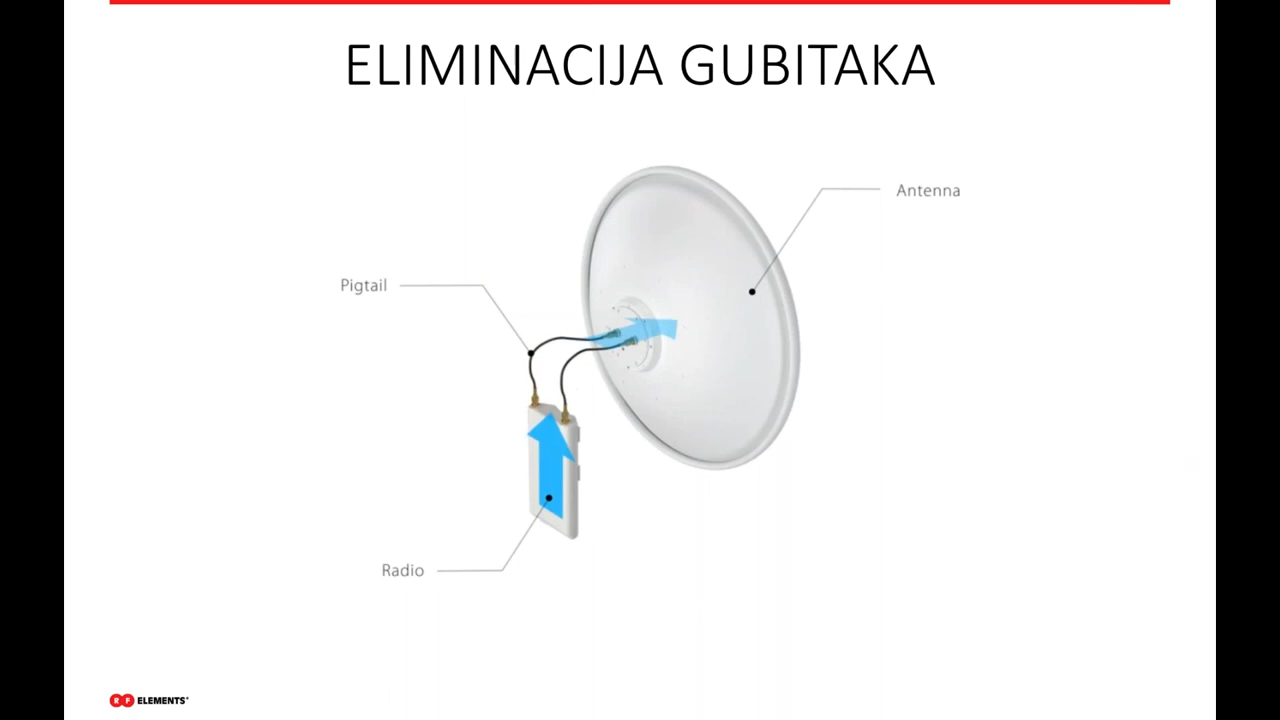 ELIMINACIJA GUBITAKA
Antenna
Pigtail
Radio
RF ELEMENTS®